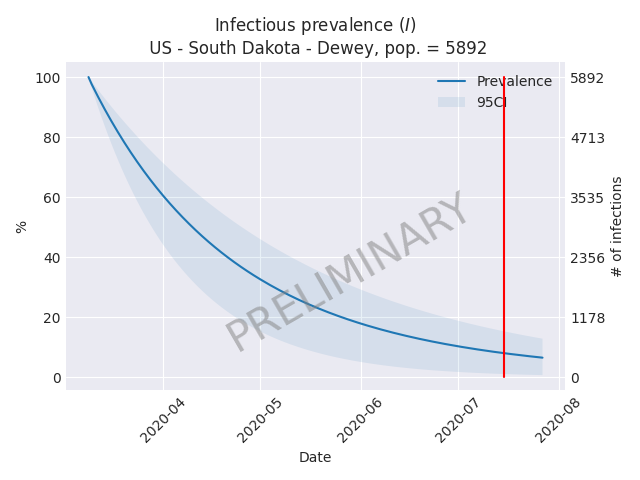 Infectious prevalence (I)
US - South Dakota - Dewey, pop. = 5892
100
80
60
40
20
0
%
Prevalence
95CI
PRELIMINARY
5892
4713
3535
2356
1178
0
# of infections
2020-04
2020-05
2020-06
2020-07
2020-08
Date